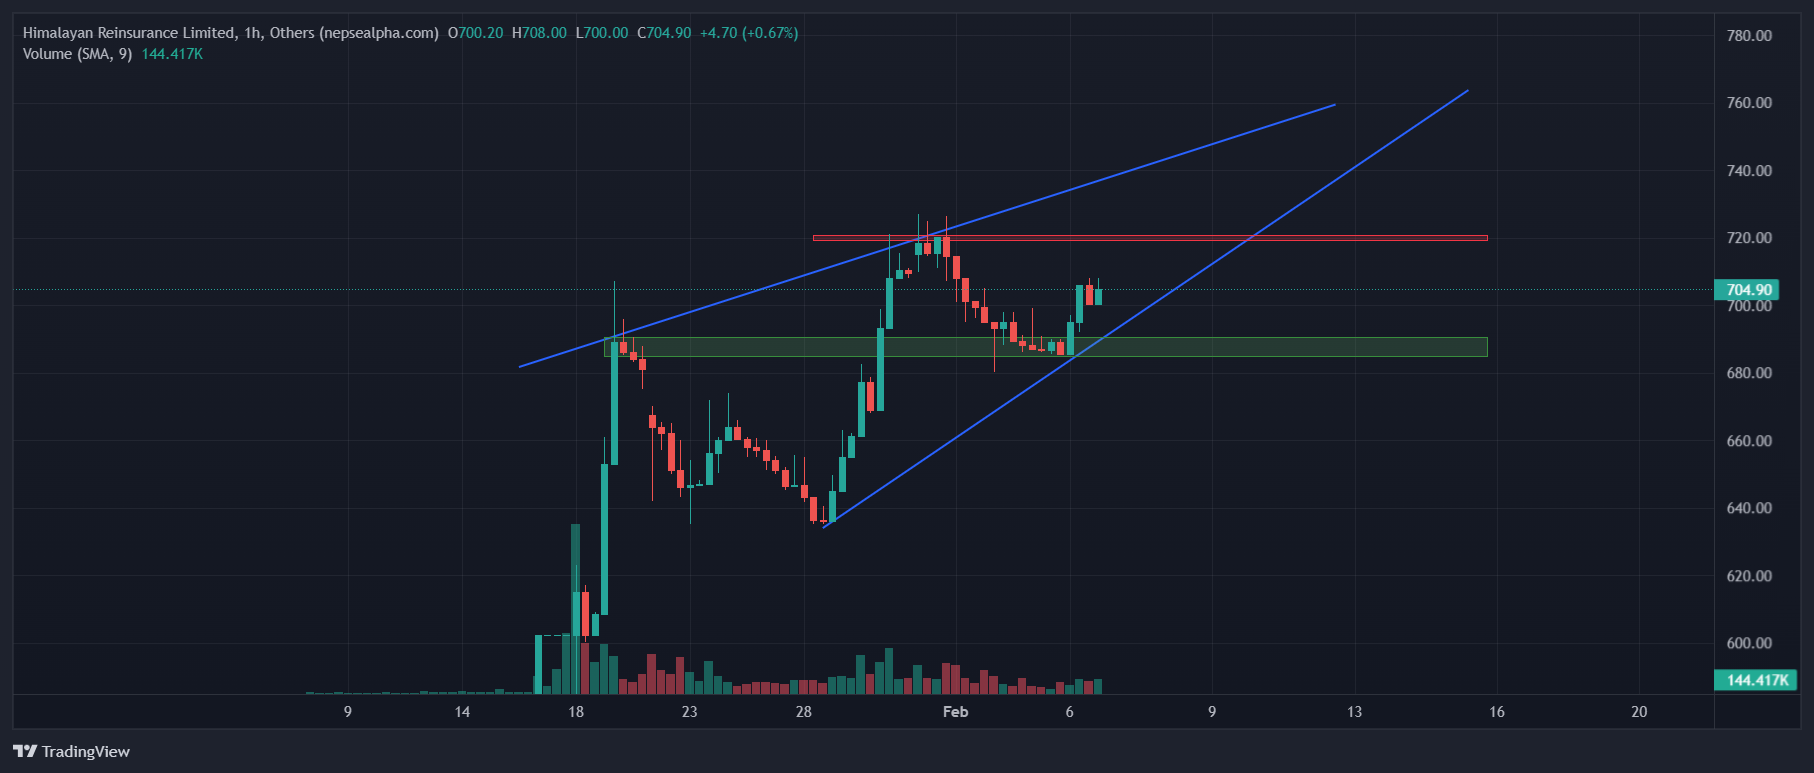 Himalayan Reinsurance Limited, 1h, Others (nepsealpha.com) O700.20 H708.00 L700.00 C704.90 +4.70 (+0.67%)
Volume (SMA, 9) 144.417K
780.00
760.00
740.00
720.00
704.90
700.00
680.00
660.00
640.00
620.00
600.00
144.417K
9 14 18 23 28 Feb 6 9 13 16 20
TradingView